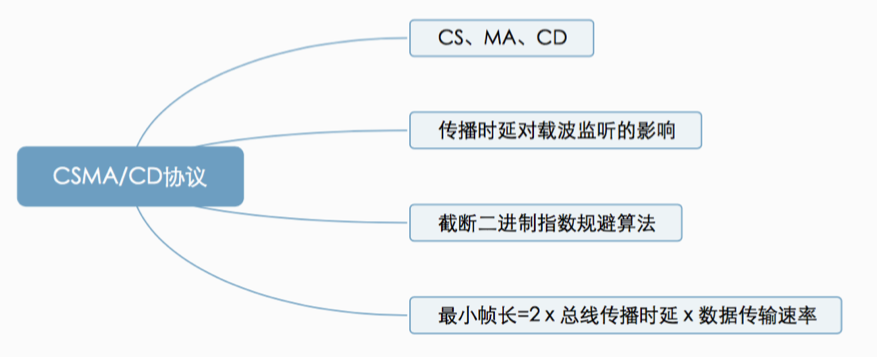 CS、MA、CD
传播时延对载波监听的影响
CSMA/CD协议
截断二进制指数规避算法
最小帧长=2 x 总线传播时延 x 数据传输速率